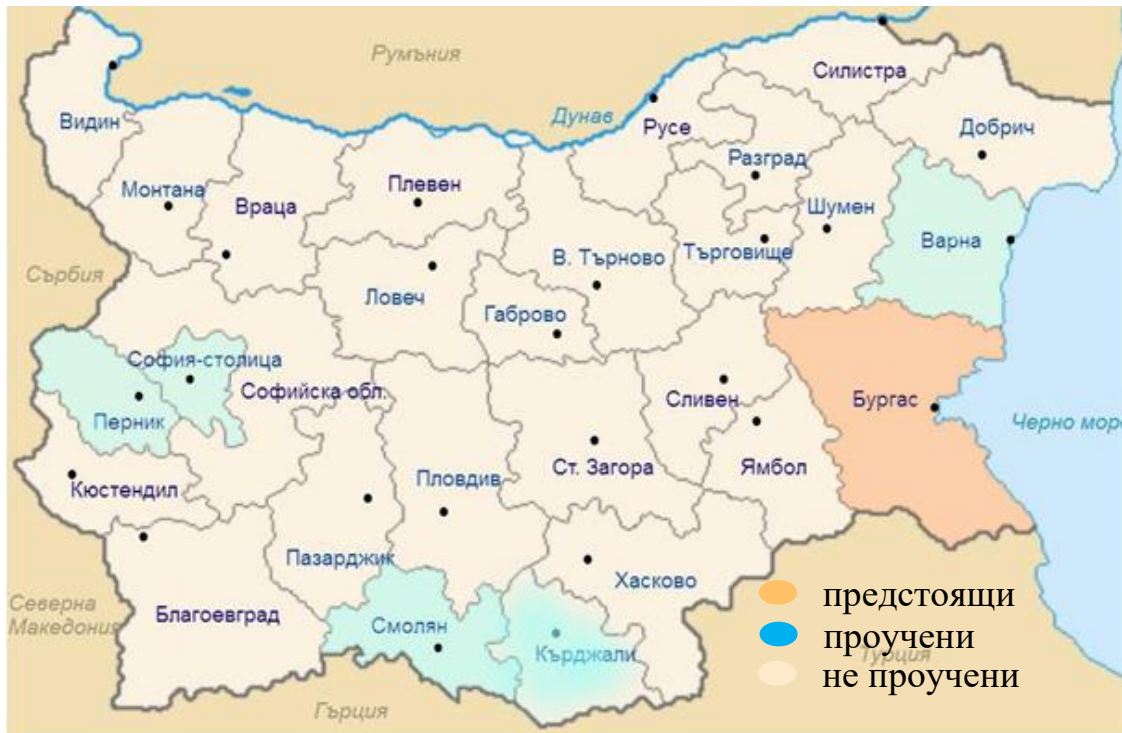 Румъния
Силистра
Видин
Дунав
Русе
Добрич
Монтана
Плевен
Разград
Враца
Шумен
Варна
Сърбия
В. Търново
Търговище
Ловеч
Габрово
София-столица
Софийска обл.
Сливен
Бургас
Перник
Черно мор
Кюстендил
Пловдив
Ст. Загора
Ямбол
Пазарджик
Хасково
Северна
Македония
Благоевград
Смолян
Кърджали
Гърция
Турция
предстоящи
проучени
не проучени